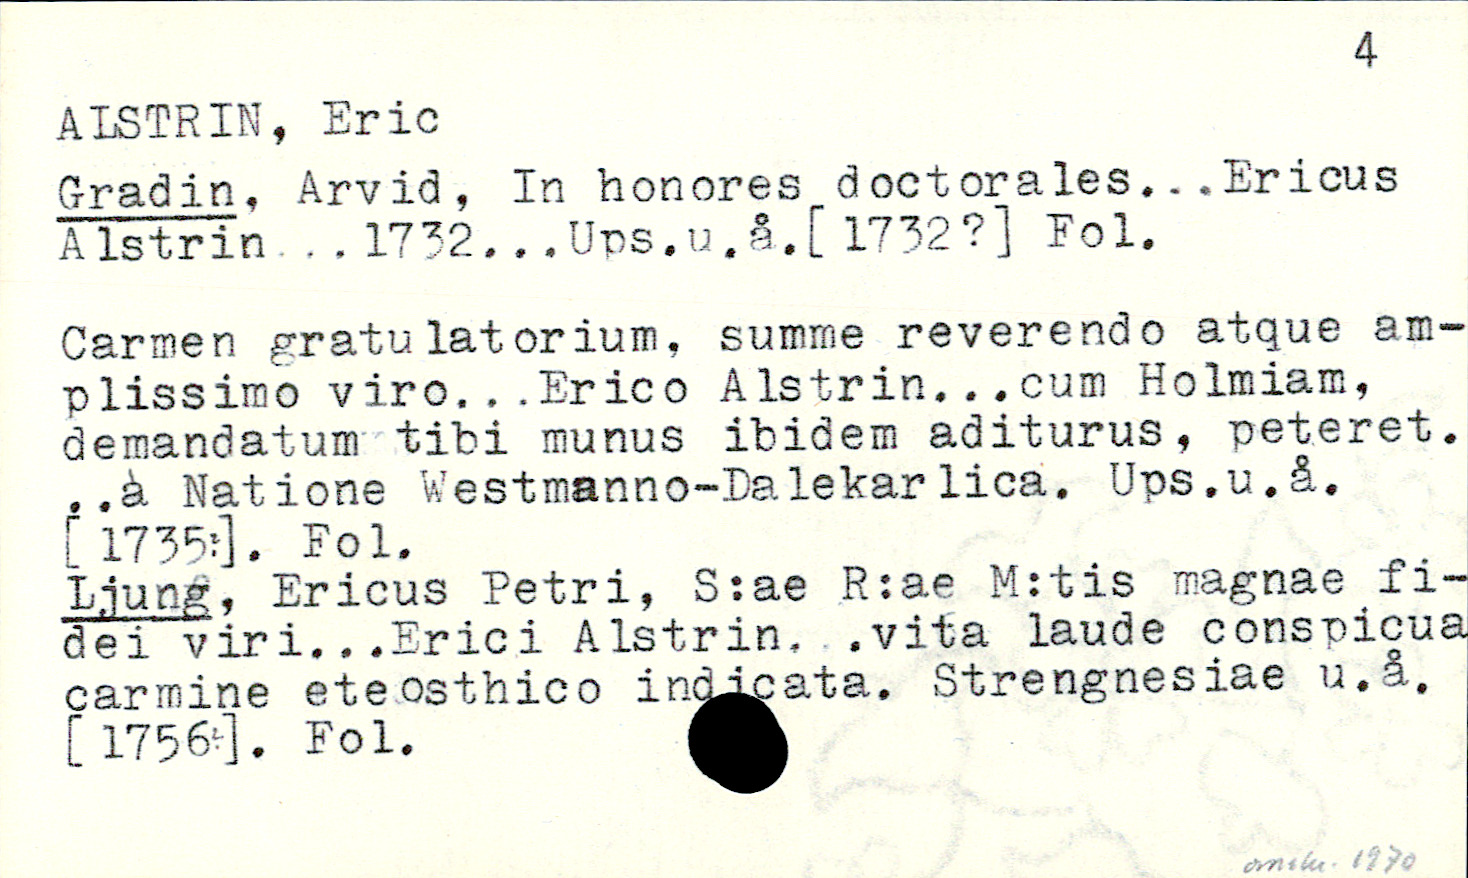 4
ALSTRIN, Eric
Gradin, Arvid, In honores doctorales...Ericus
Alstrin...1732...Ups.u.å.[1732?] Fol.
Carmen gratulatorium, summe reverendo atque am-
plissimo viro...Erico Alstrin...cum Holmiam,
demandatum tibi munus ibidem aditurus, peteret.
..à Natione Westmanno-Dalekarlica. Ups.u.å.
[1735?]. Fol.
Ljung, Ericus Petri, S:ae R:ae M:tis magnae fi-
dei viri...Erici Alstrin...vita laude conspicua
carmine eteosthico indicata. Strengnesiae u.å.
[1756?]. Fol.
1970